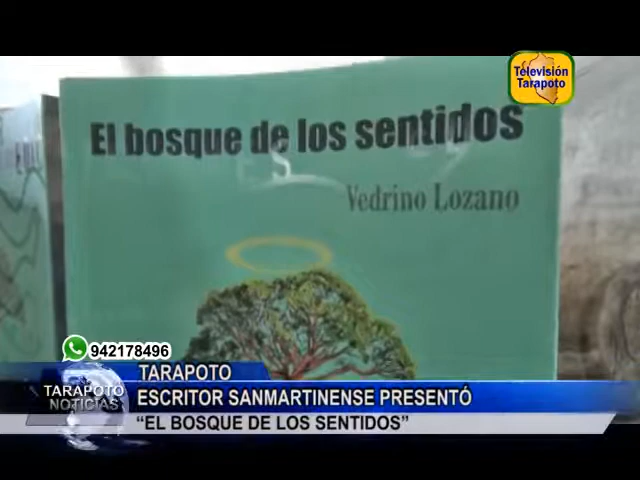 Televisión
Tarapoto
El bosque de los sentidos
Vedrino Lozano
942178496
TARAPOTO
TARAPOTO
NOTICIAS
ESCRITOR SANMARTINENSE PRESENTÓ
“EL BOSQUE DE LOS SENTIDOS”